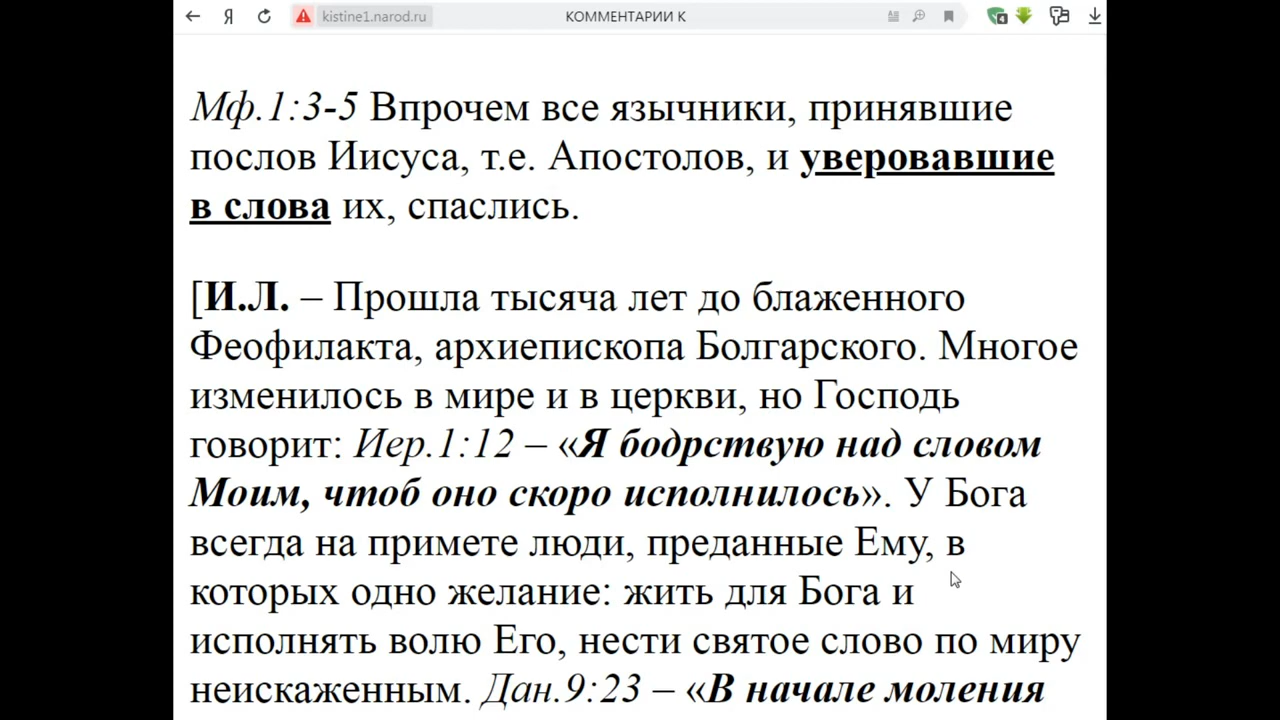 Я kistine1.narod.ru КОММЕНТАРИИ К
Мф.1:3-5 Впрочем все язычники, принявшие
послов Иисуса, т.е. Апостолов, и уверовавшие
в слова их, спаслись.
[И.Л. – Прошла тысяча лет до блаженного
Феофилакта, архиепископа Болгарского. Многое
изменилось в мире и в церкви, но Господь
говорит: Иер.1:12 – «Я бодрствую над словом
Моим, чтоб оно скоро исполнилось». У Бога
всегда на примете люди, преданные Ему, в
которых одно желание: жить для Бога и
исполнять волю Его, нести святое слово по миру
неискаженным. Дан.9:23 – «В начале моления